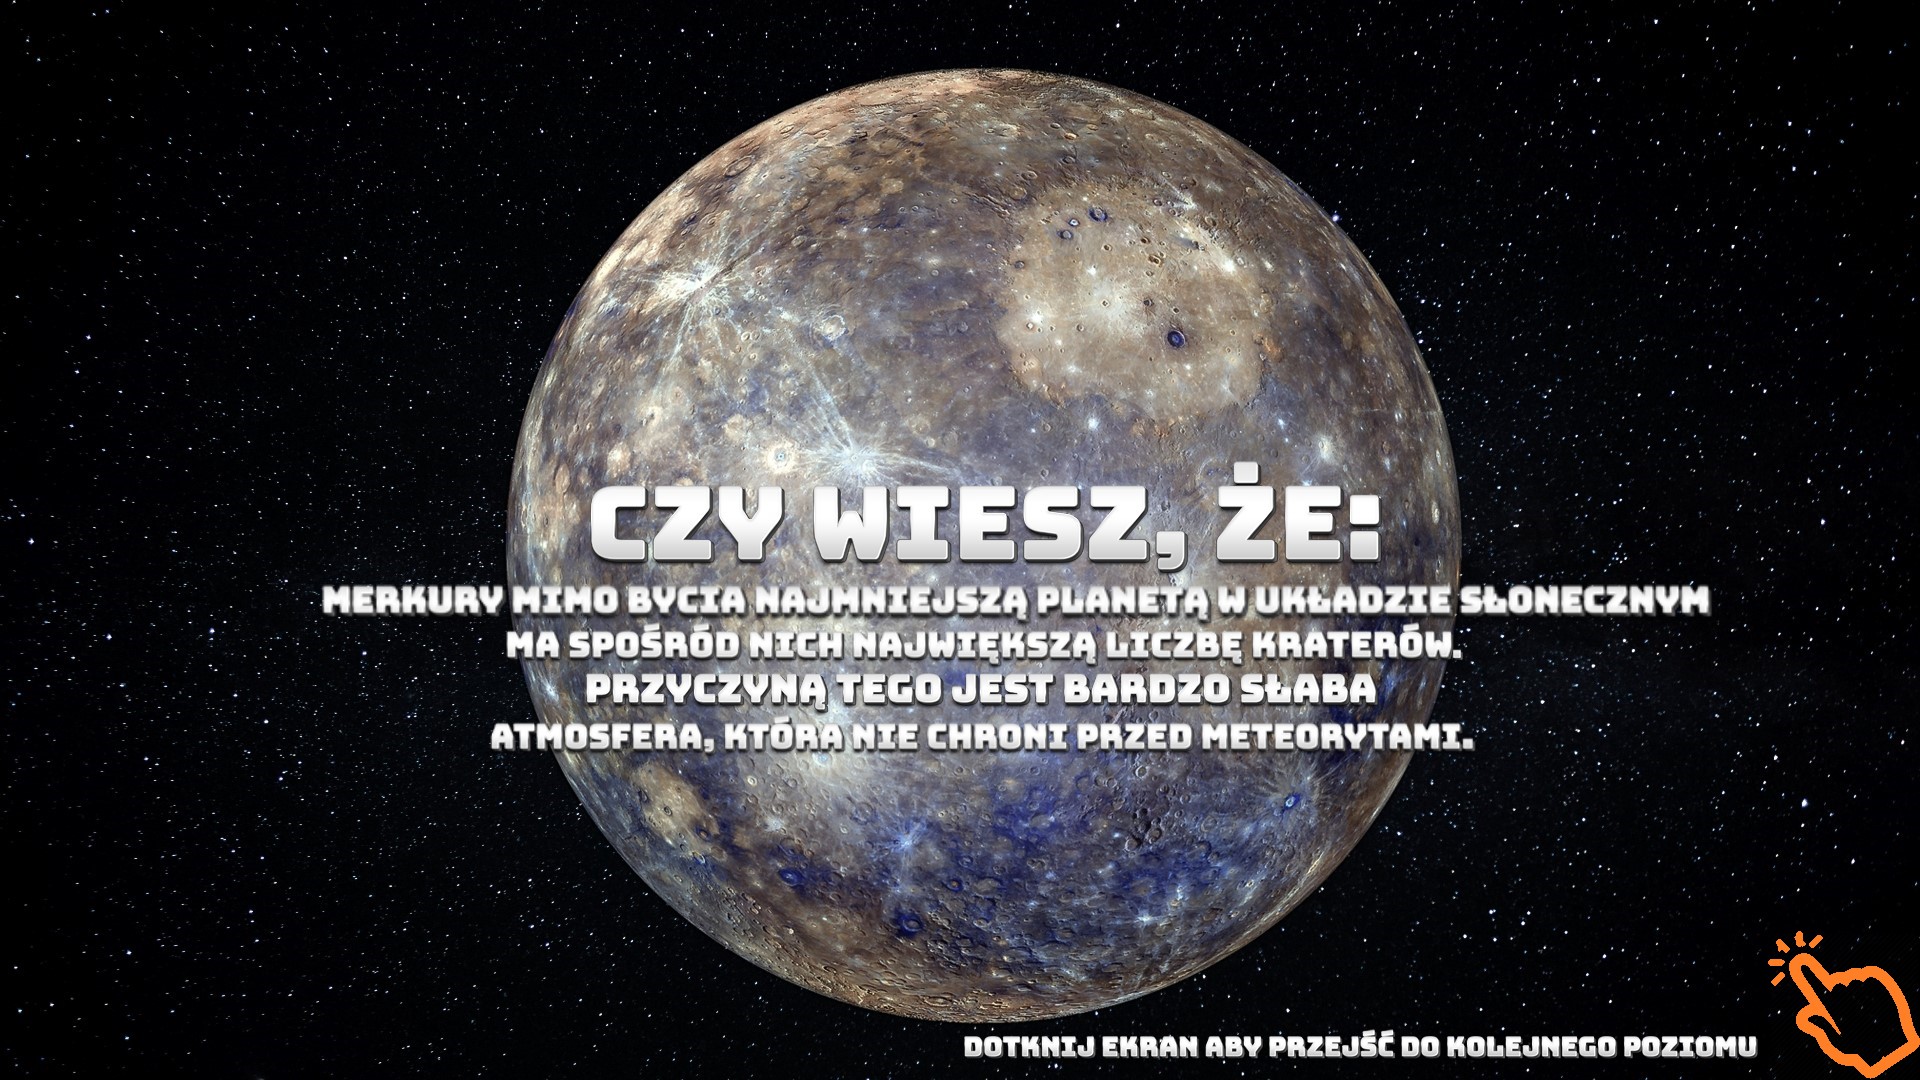 CZY WIESZ, ŻE:
MERKURY MIMO BYCIA NAJMNIEJSZĄ PLANETĄ W UKŁADZIE SŁONECZNYM
MA SPOŚRÓD NICH NAJWIĘKSZĄ LICZBĘ KRATERÓW.
PRZYCZYNĄ TEGO JEST BARDZO SŁABA
ATMOSFERA, KTÓRA NIE CHRONI PRZED METEORYTAMI.
DOTKNIJ EKRAN ABY PRZEJŚĆ DO KOLEJNEGO POZIOMU